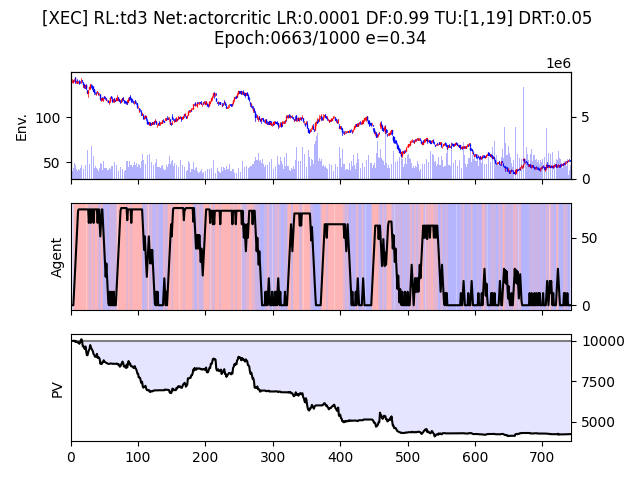 [XEC] RL:td3 Net:actorcritic LR:0.0001 DF:0.99 TU:[1,19] DRT:0.05
Epoch:0663/1000 e=0.34
1e6
Env.
100
50
5
0
Agent
50
0
PV
10000
7500
5000
0 100 200 300 400 500 600 700